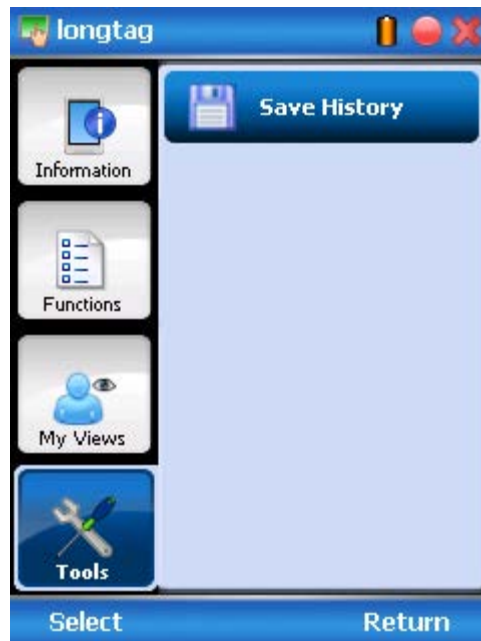 longtag
Save History
Information
Functions
My Views
Tools
Select Return